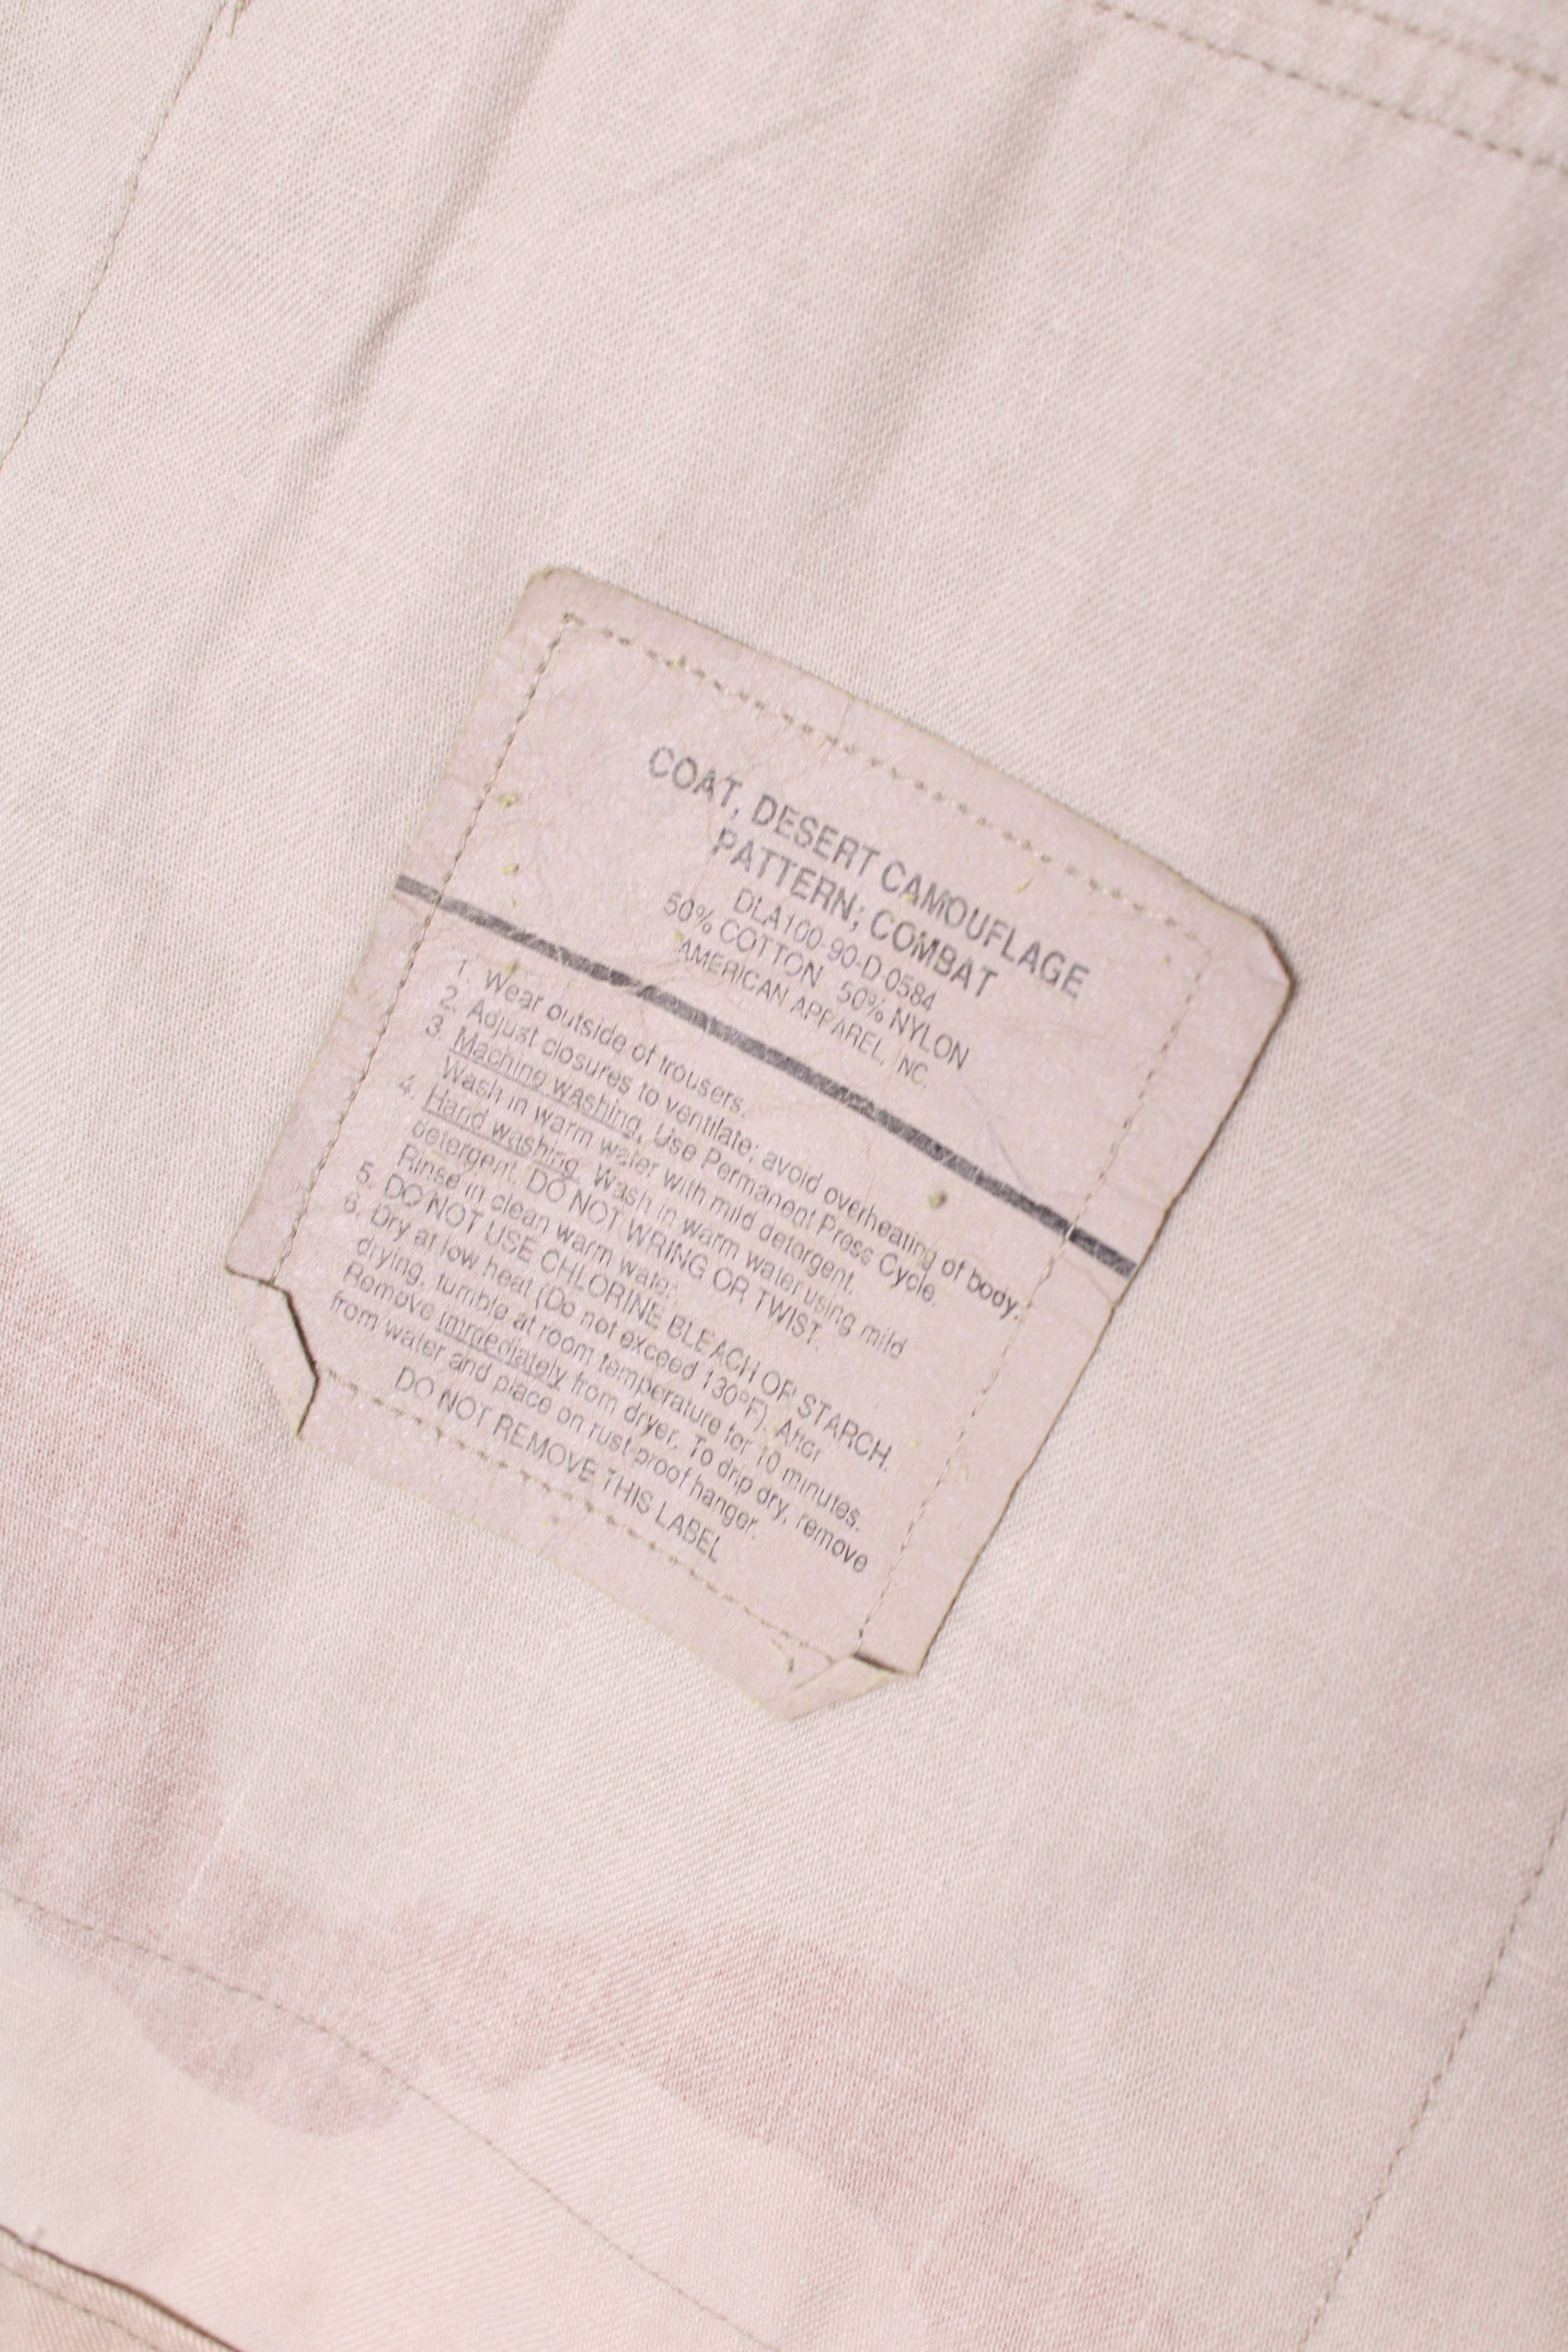 COAT, DESERT CAMOUFLAGE
PATTERN; COMBAT
DLA100-90-D 0584
50% COTTON 50% NYLON
AMERICAN APPAREL, INC.
1. Wear outside of trousers.
2. Adjust closures to ventilate; avoid overheating of body.
3. Machine washing. Use Permanent Press Cycle.
Wash in warm water with mild detergent.
4. Hand washing. Wash in warm water using mild
detergent. DO NOT WRING OR TWIST.
Rinse in clean warm water.
5. DO NOT USE CHLORINE BLEACH OR STARCH.
6. Dry at low heat (Do not exceed 130°F). After
drying, tumble at room temperature for 10 minutes.
Remove immediately from dryer. To drip dry, remove
from water and place on rust proof hanger.
DO NOT REMOVE THIS LABEL